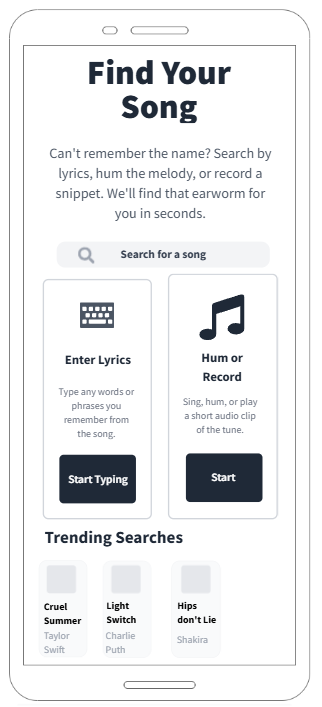 Find Your
Song
Can't remember the name? Search by
lyrics, hum the melody, or record a
snippet. We'll find that earworm for
you in seconds.
Search for a song
Enter Lyrics
Type any words or
phrases you
remember from
the song.
Start Typing
Hum or
Record
Sing, hum, or play
a short audio clip
of the tune.
Start
Trending Searches
Cruel
Summer
Taylor
Swift
Light
Switch
Charlie
Puth
Hips
don't Lie
Shakira